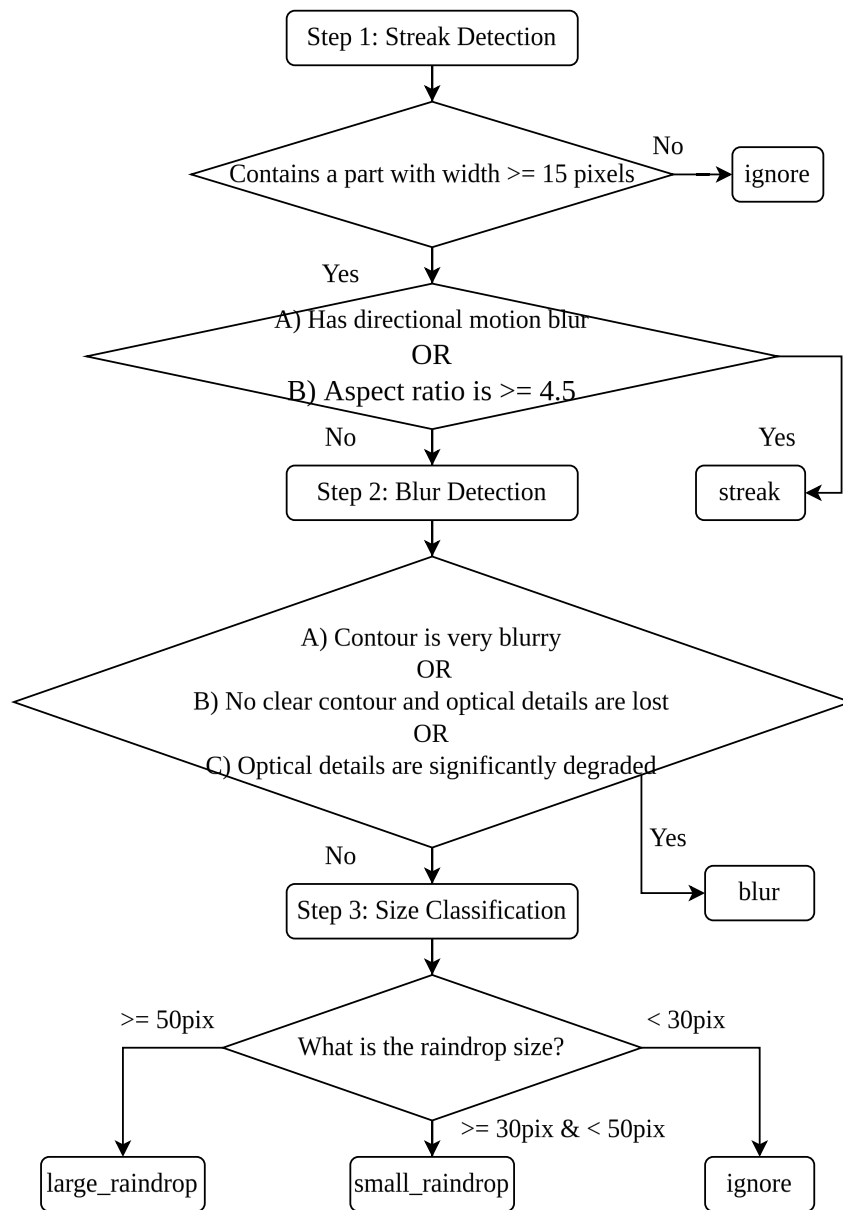 Step 1: Streak Detection
Contains a part with width >= 15 pixels
No
ignore
Yes
A) Has directional motion blur
OR
B) Aspect ratio is >= 4.5
No
Yes
Step 2: Blur Detection
streak
A) Contour is very blurry
OR
B) No clear contour and optical details are lost
OR
C) Optical details are significantly degraded
Yes
No
blur
Step 3: Size Classification
>= 50pix
< 30pix
What is the raindrop size?
>= 30pix & < 50pix
large_raindrop
small_raindrop
ignore